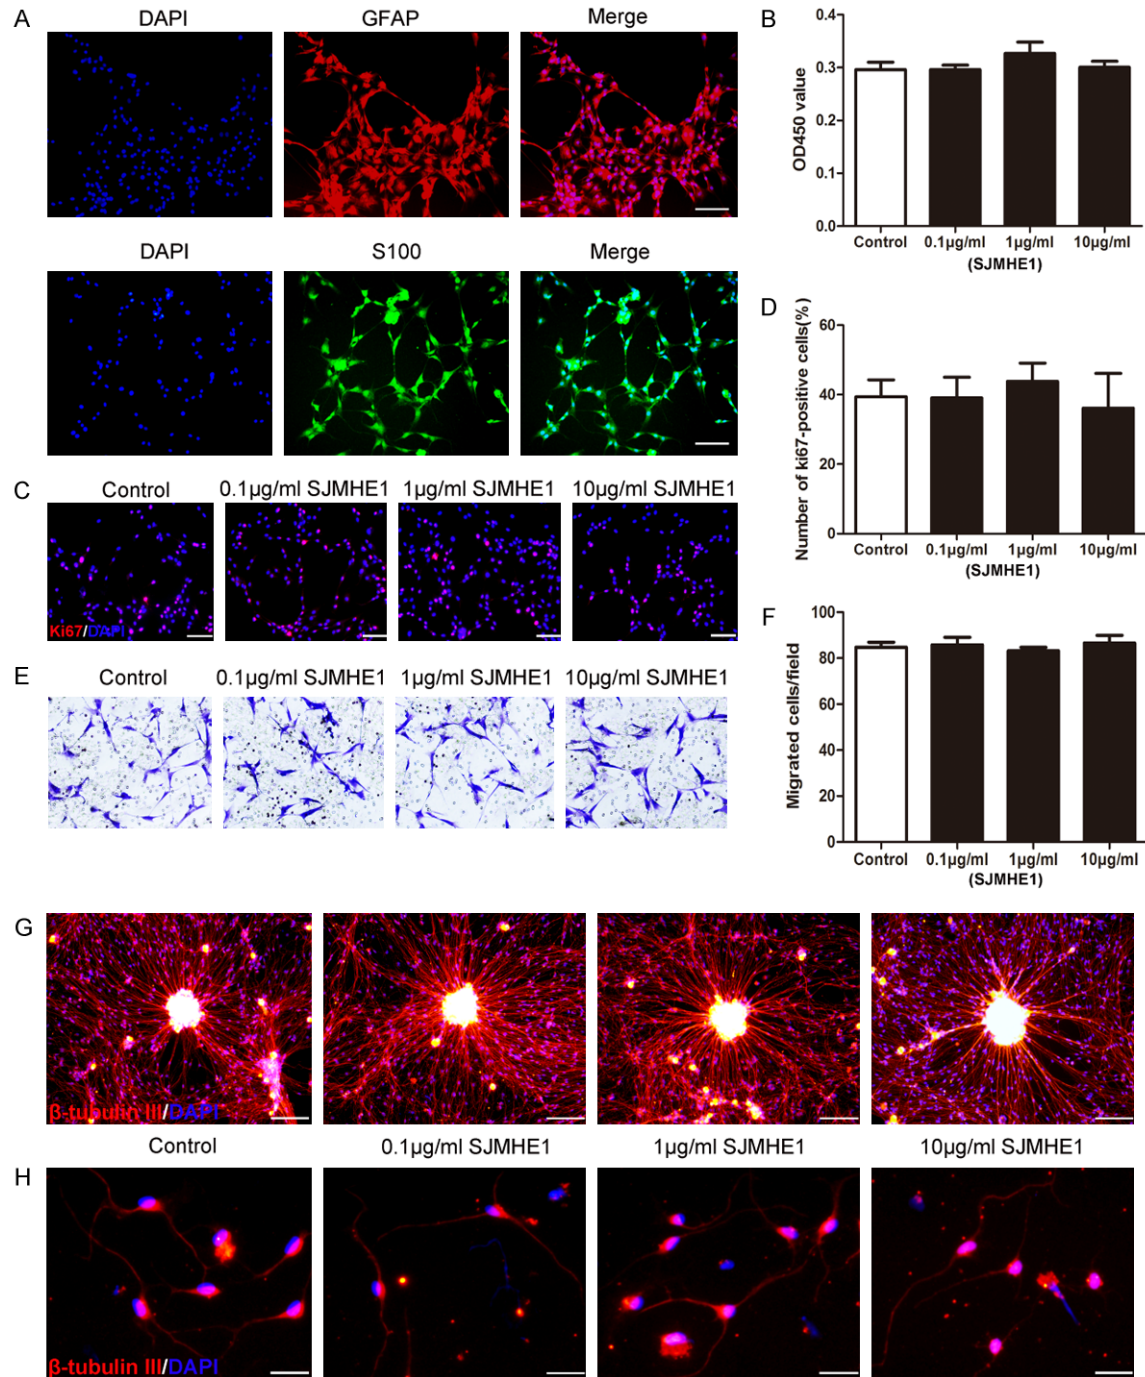 A
DAPI
GFAP
Merge
DAPI
S100
Merge
B
OD450 value
0.4
0.3
0.2
0.1
0.0
Control
0.1μg/ml
1μg/ml
10μg/ml
(SJMHE1)
C
Control
0.1μg/ml SJMHE1
1μg/ml SJMHE1
10μg/ml SJMHE1
Ki67/DAPI
D
Number of ki67-positive cells(%)
60
40
20
0
Control
0.1μg/ml
1μg/ml
10μg/ml
(SJMHE1)
E
Control
0.1μg/ml SJMHE1
1μg/ml SJMHE1
10μg/ml SJMHE1
F
Migrated cells/field
100
80
60
40
20
0
Control
0.1μg/ml
1μg/ml
10μg/ml
(SJMHE1)
G
β-tubulin III/DAPI
Control
0.1μg/ml SJMHE1
1μg/ml SJMHE1
10μg/ml SJMHE1
H
β-tubulin III/DAPI